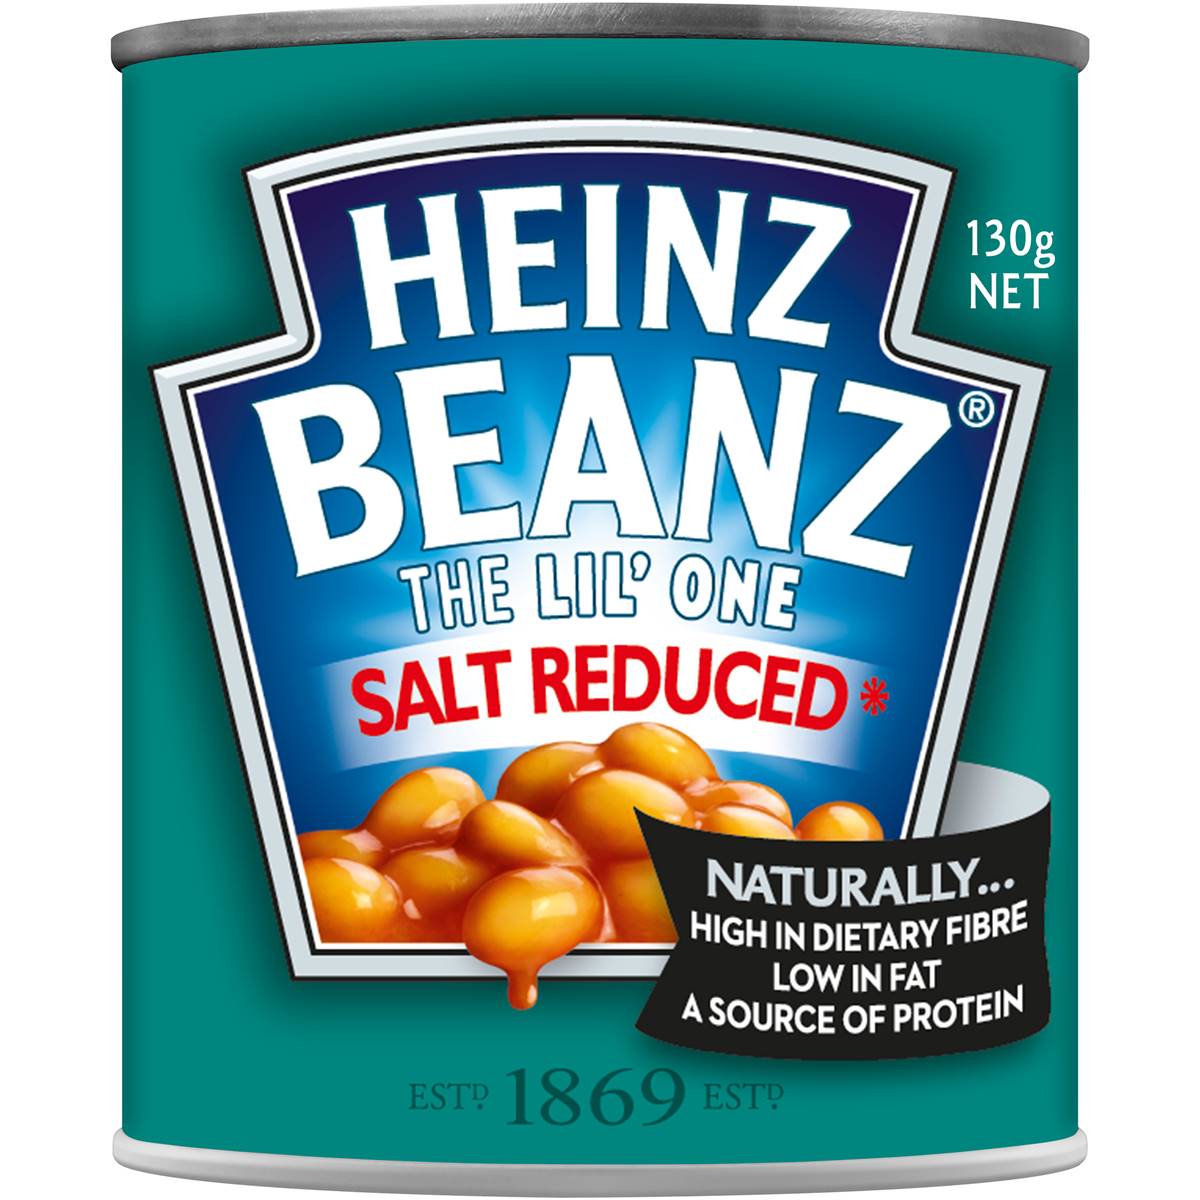 HEINZ
BEANZ®
THE LIL' ONE
SALT REDUCED*
130g
NET
NATURALLY...
HIGH IN DIETARY FIBRE
LOW IN FAT
A SOURCE OF PROTEIN
ESTD 1869 ESTD